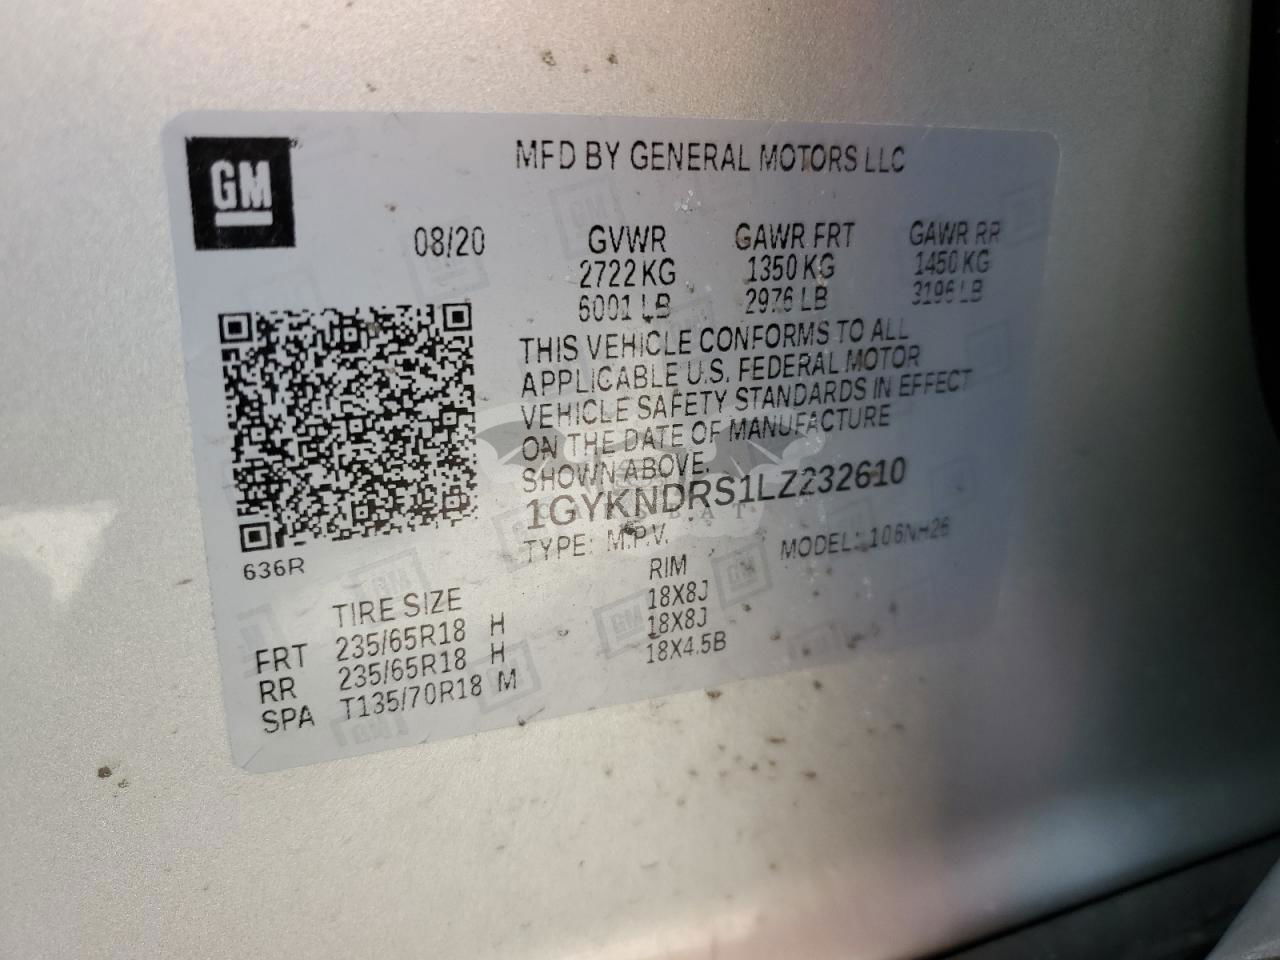 GM
MFD BY GENERAL MOTORS LLC
08/20 GVWR GAWR FRT GAWR RR
2722 KG 1350 KG 1450 KG
6001 LB 2976 LB 3196 LB
THIS VEHICLE CONFORMS TO ALL
APPLICABLE U.S. FEDERAL MOTOR
VEHICLE SAFETY STANDARDS IN EFFECT
ON THE DATE OF MANUFACTURE
SHOWN ABOVE.
1GYKNDRS1LZ232610
TYPE: M.P.V. MODEL: 106NH26
636R
TIRE SIZE RIM
FRT 235/65R18 H 18X8J
RR 235/65R18 H 18X8J
SPA T135/70R18 M 18X4.5B